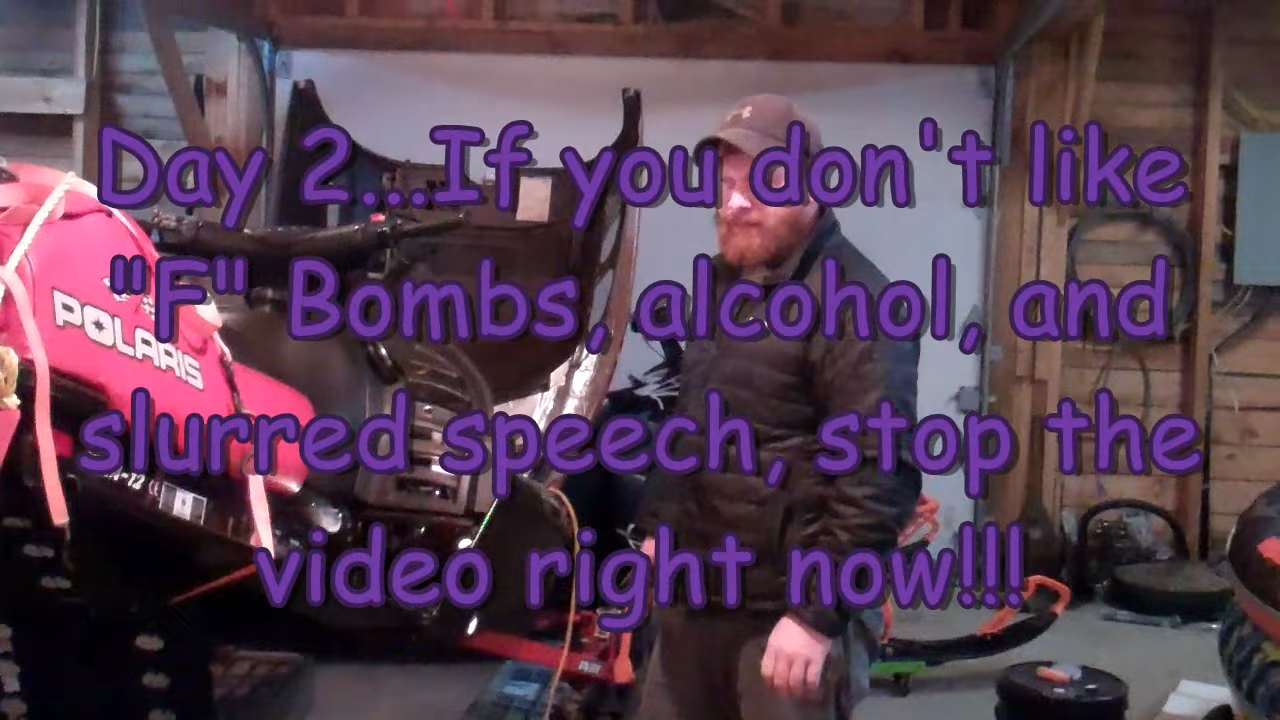 Day 2...If you don't like
"F" Bombs, alcohol, and
slurred speech, stop the
video right now!!!
POLARIS